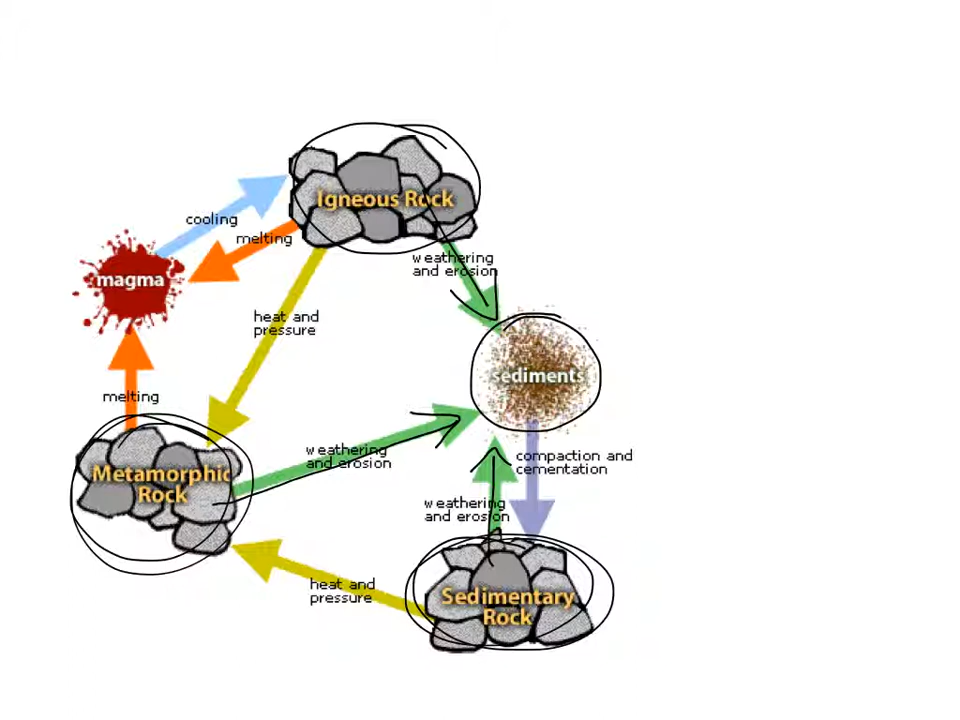 Igneous Rock
cooling
melting
magma
weathering
and erosion
heat and
pressure
sediments
melting
weathering
and erosion
compaction and
cementation
Metamorphic
Rock
weathering
and erosion
heat and
pressure
Sedimentary
Rock